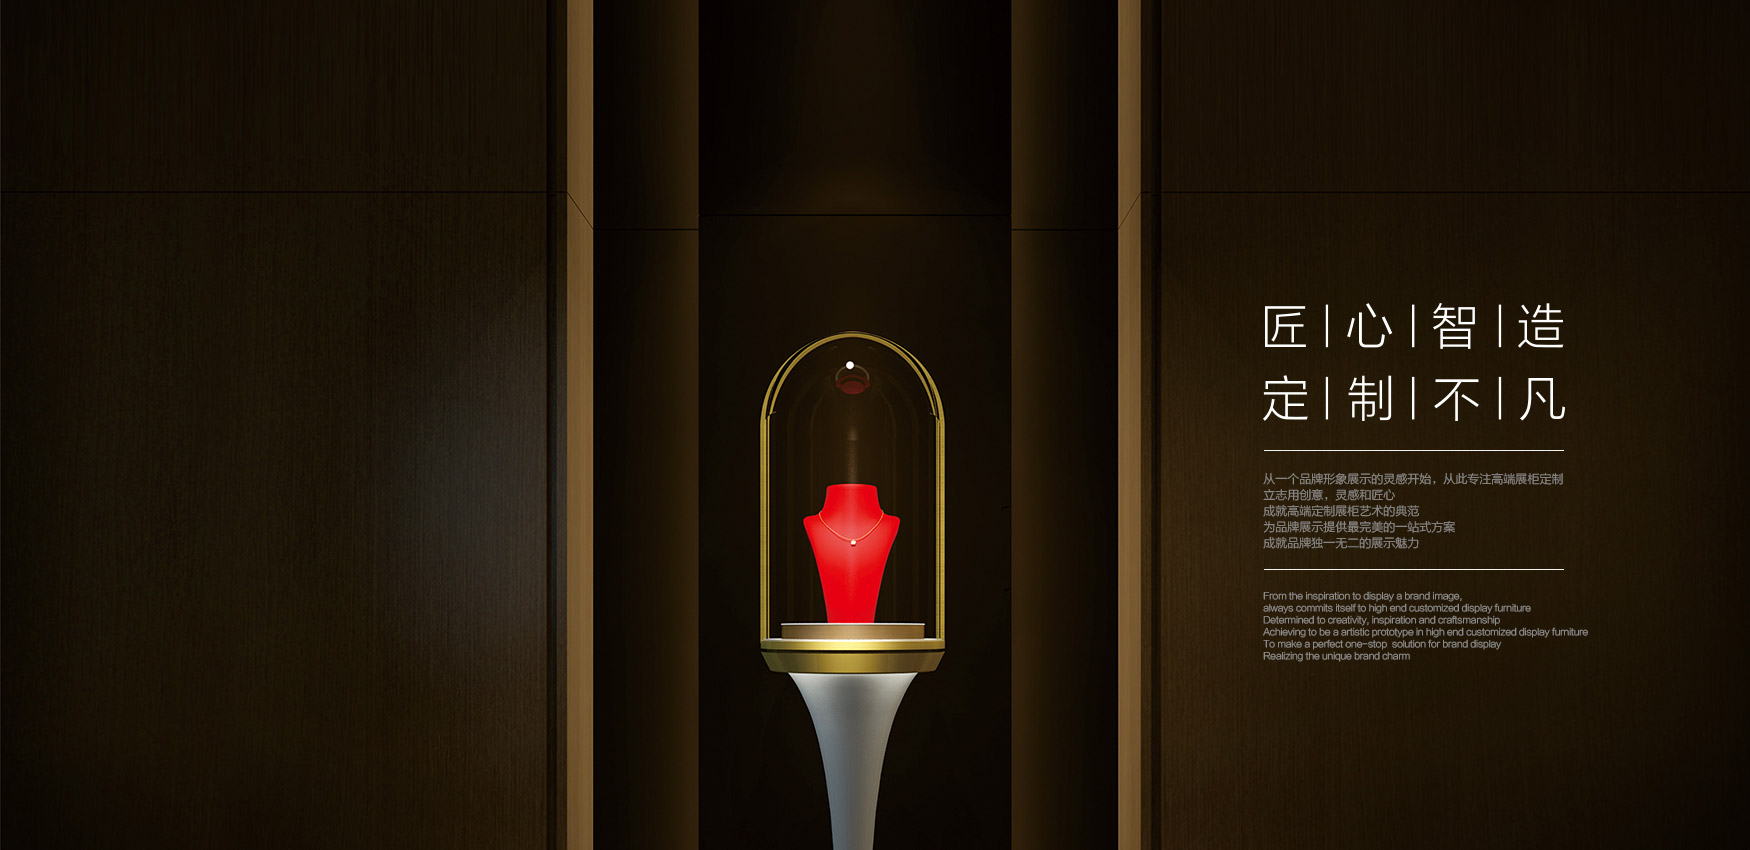 匠|心|智|造
定|制|不|凡
从一个品牌形象展示的灵感开始，从此专注高端展柜定制
立志用创意，灵感和匠心
成就高端定制展柜艺术的典范
为品牌展示提供最完美的一站式方案
成就品牌独一无二的展示魅力
From the inspiration to display a brand image,
always commits itself to high end customized display furniture
Determined to creativity, inspiration and craftsmanship
Achieving to be a artistic prototype in high end customized display furniture
To make a perfect one-stop solution for brand display
Realizing the unique brand charm